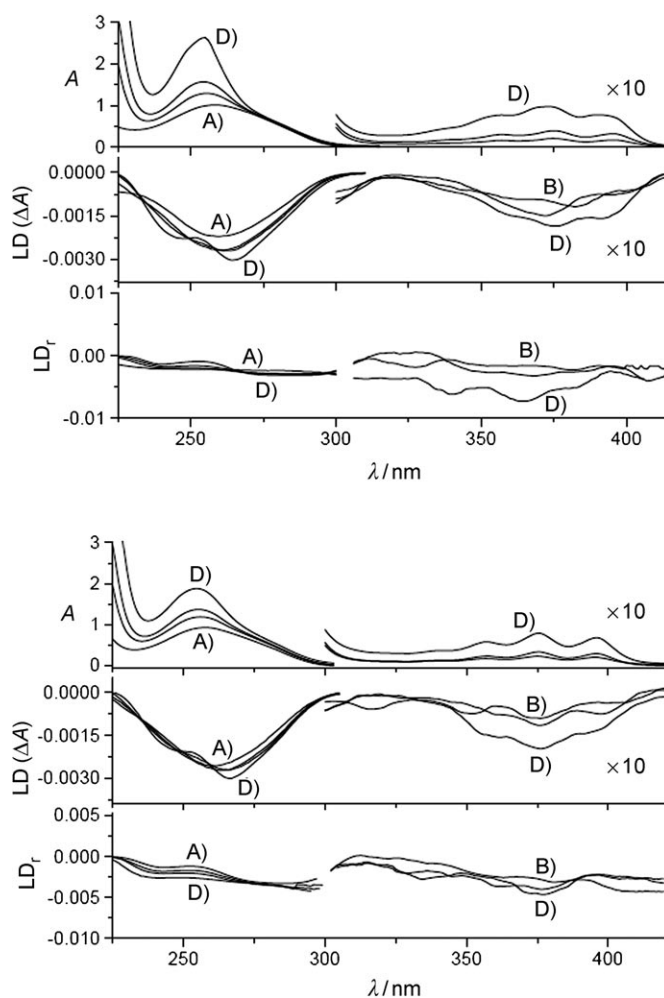 3
2
1
0
A
D)
A)
D)
×10
0.0000
-0.0015
-0.0030
LD (ΔA)
A)
D)
B)
D)
×10
0.01
0.00
-0.01
LDr
A)
D)
B)
D)
250 300 350 400
λ/ nm
3
2
1
0
A
D)
A)
D)
×10
0.0000
-0.0015
-0.0030
LD (ΔA)
A)
D)
B)
D)
×10
0.005
0.000
-0.005
-0.010
LDr
A)
D)
B)
D)
250 300 350 400
λ/ nm